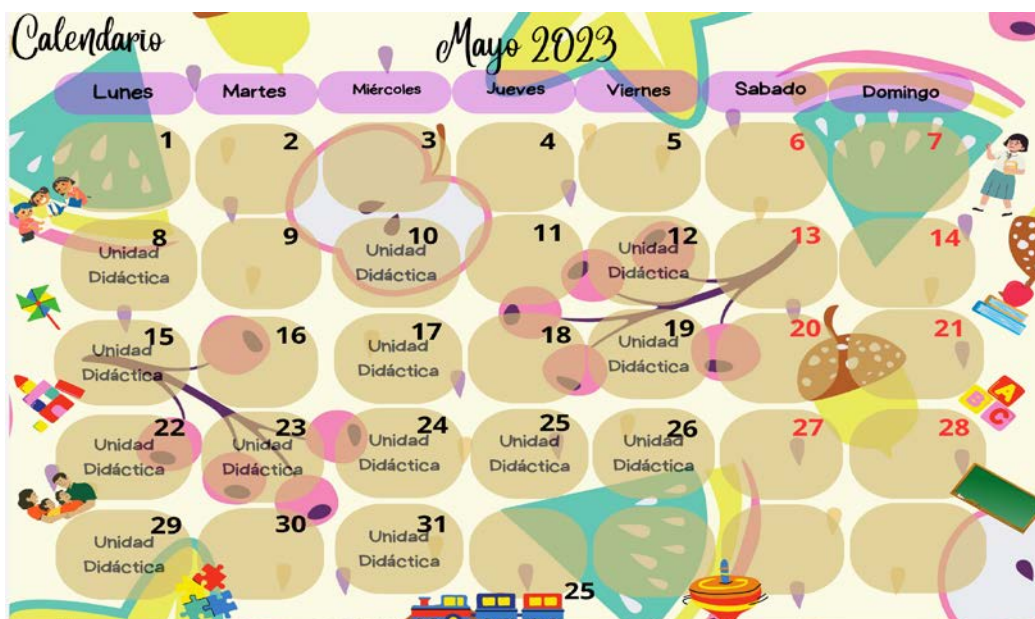 Calendario
Mayo 2023
Lunes Martes Miércoles Jueves Viernes Sabado Domingo
1 2 3 4 5 6 7
8 9 10 11 12 13 14
Unidad Unidad Unidad
Didáctica Didáctica Didáctica
15 16 17 18 19 20 21
Unidad Unidad Unidad
Didáctica Didáctica Didáctica
22 23 24 25 26 27 28
Unidad Unidad Unidad Unidad Unidad
Didáctica Didáctica Didáctica Didáctica Didáctica
29 30 31
Unidad Unidad
Didáctica Didáctica
25
A
B
C